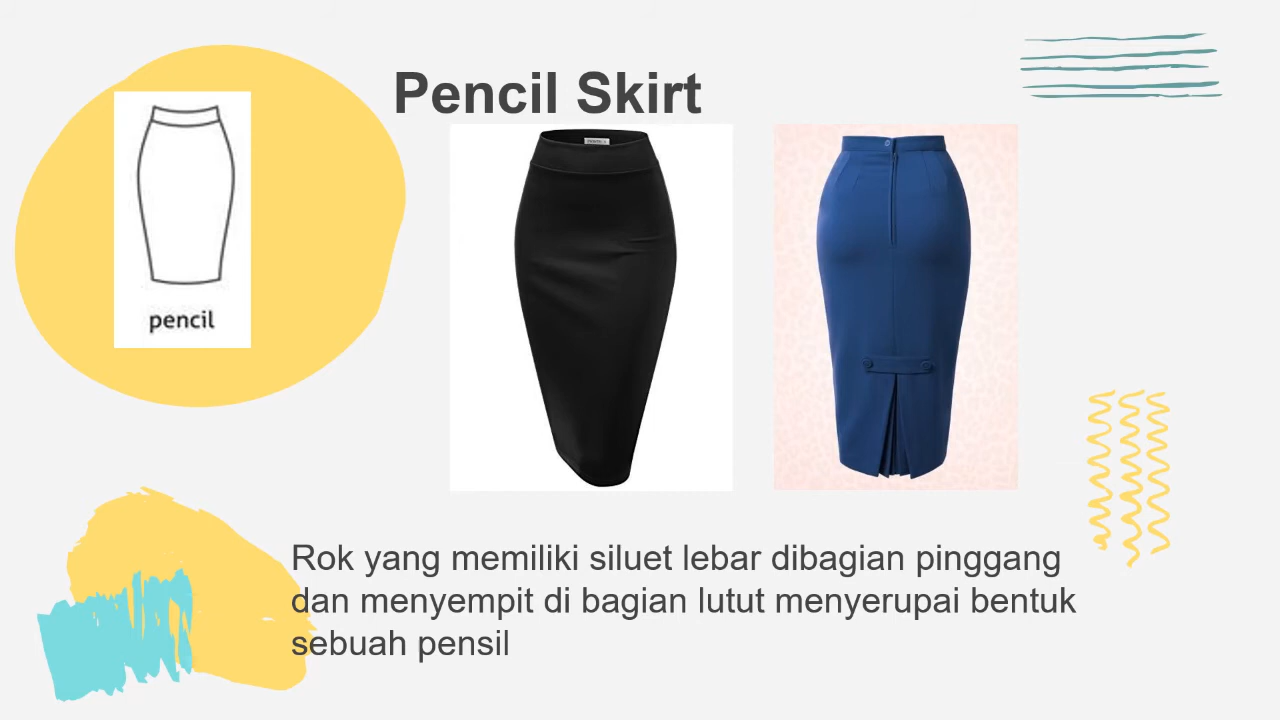 Pencil Skirt
pencil
Rok yang memiliki siluet lebar dibagian pinggang
dan menyempit di bagian lutut menyerupai bentuk
sebuah pensil